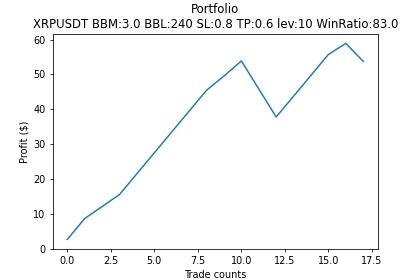 Portfolio
XRPUSDT BBM:3.0 BBL:240 SL:0.8 TP:0.6 lev:10 WinRatio:83.0
60
50
40
30
20
10
0
Profit ($)
0.0 2.5 5.0 7.5 10.0 12.5 15.0 17.5
Trade counts